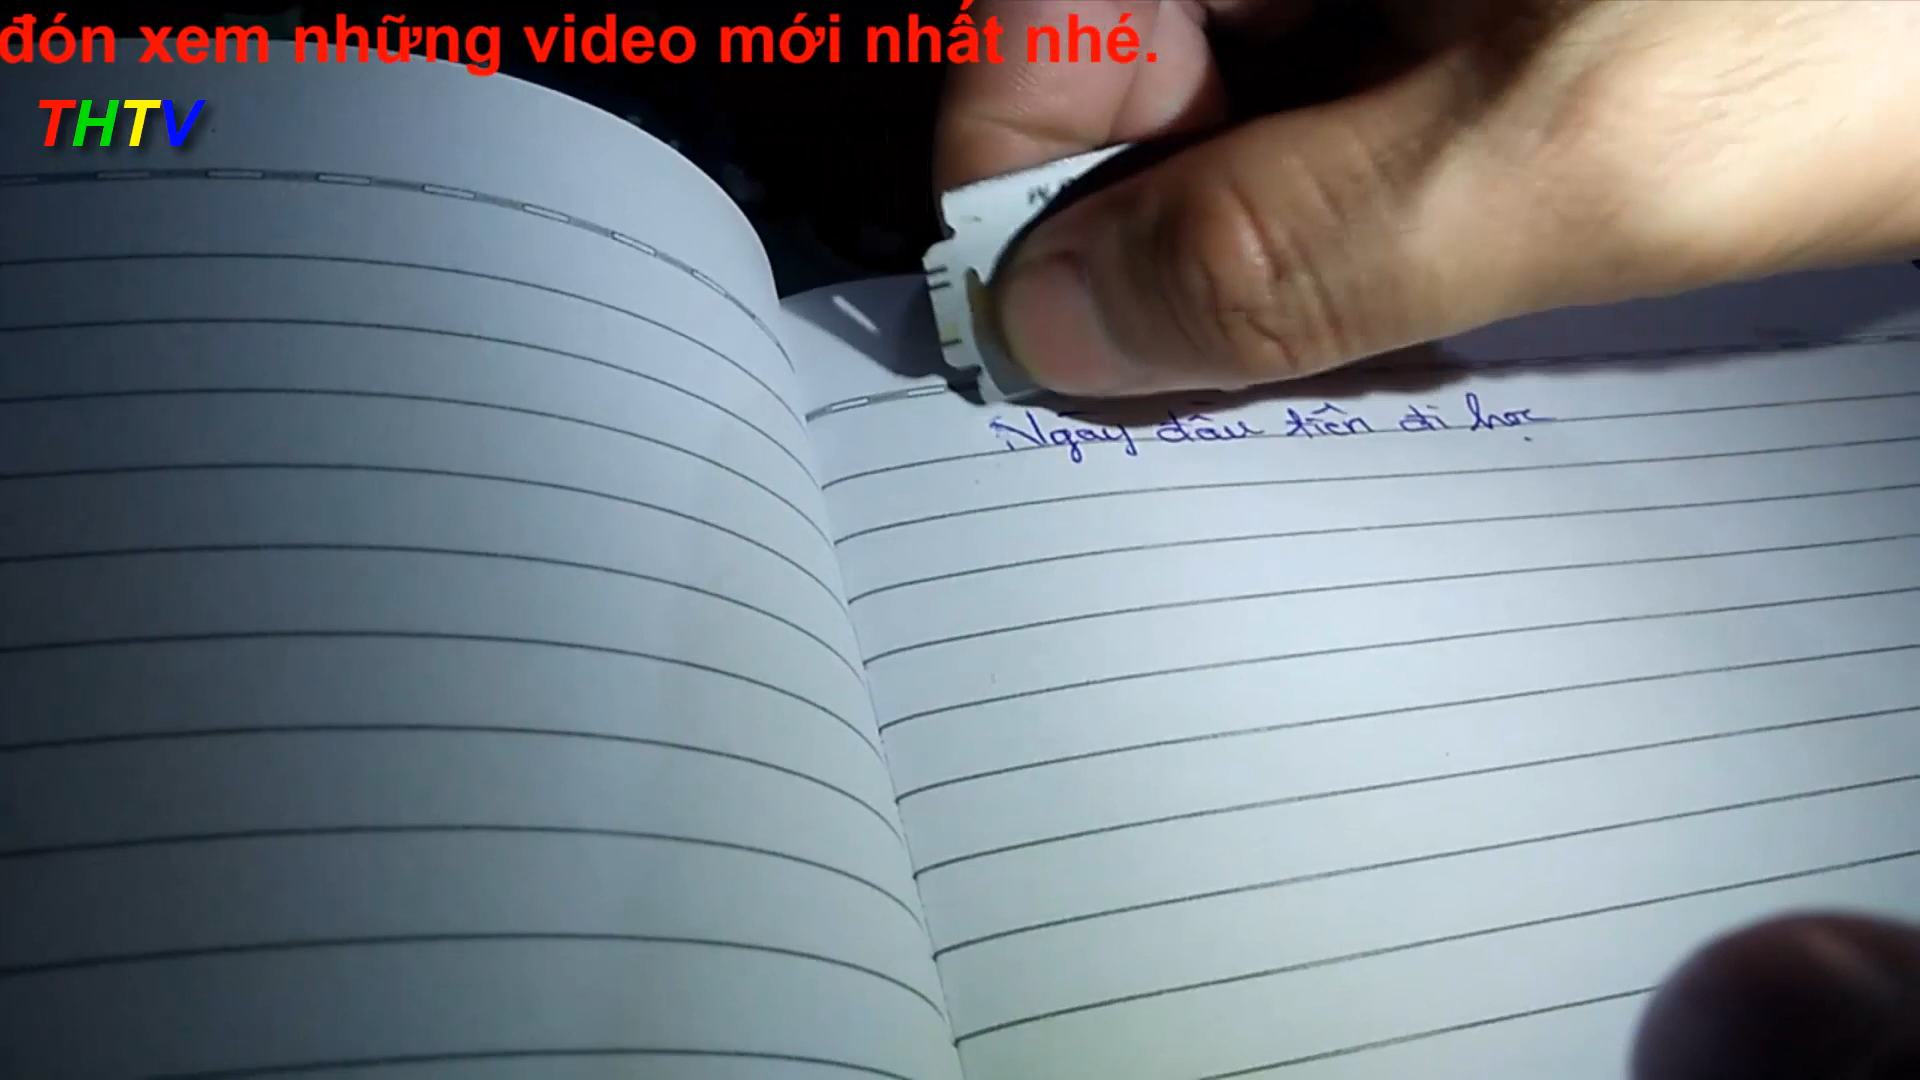 đón xem những video mới nhất nhé.
THTV
Ngày đầu tiên đi học